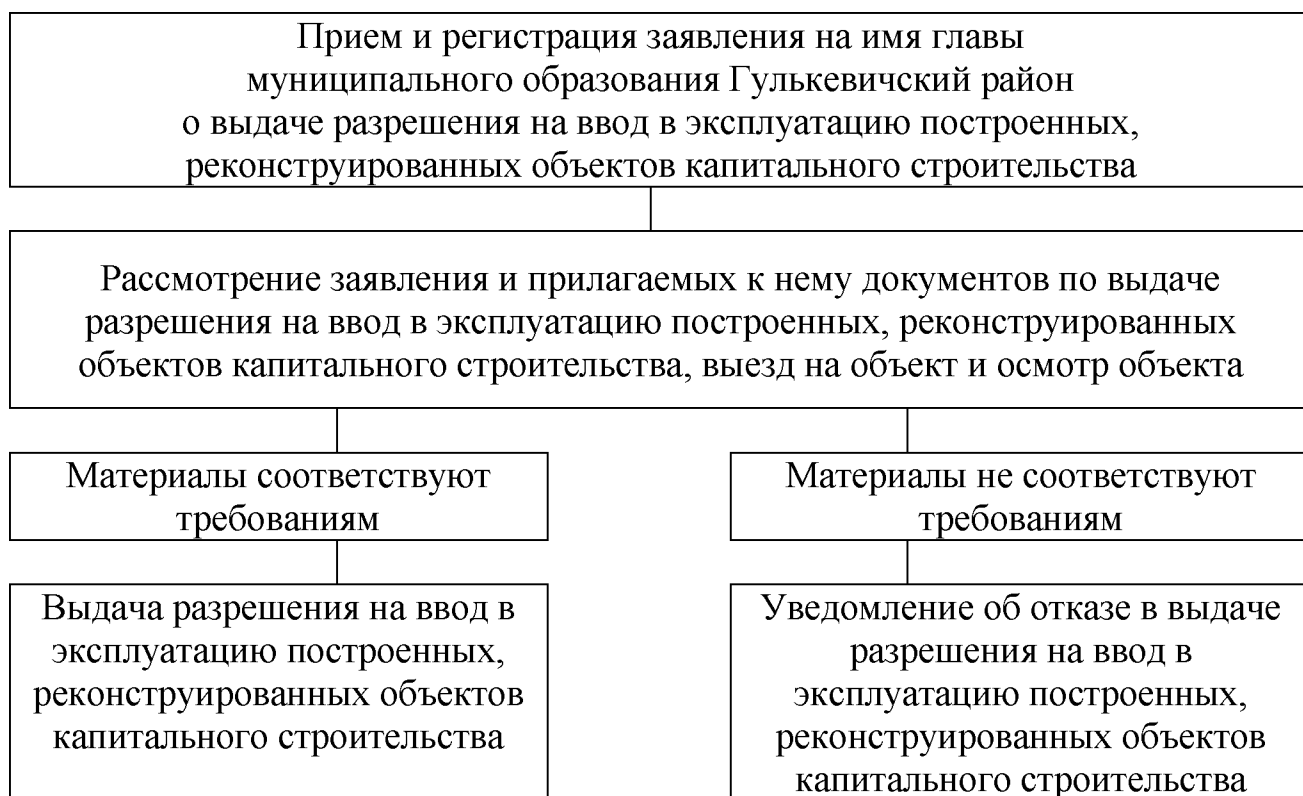 Прием и регистрация заявления на имя главы
муниципального образования Гулькевичский район
о выдаче разрешения на ввод в эксплуатацию построенных,
реконструированных объектов капитального строительства
Рассмотрение заявления и прилагаемых к нему документов по выдаче
разрешения на ввод в эксплуатацию построенных, реконструированных
объектов капитального строительства, выезд на объект и осмотр объекта
Материалы соответствуют
требованиям
Материалы не соответствуют
требованиям
Выдача разрешения на ввод в
эксплуатацию построенных,
реконструированных объектов
капитального строительства
Уведомление об отказе в выдаче
разрешения на ввод в
эксплуатацию построенных,
реконструированных объектов
капитального строительства